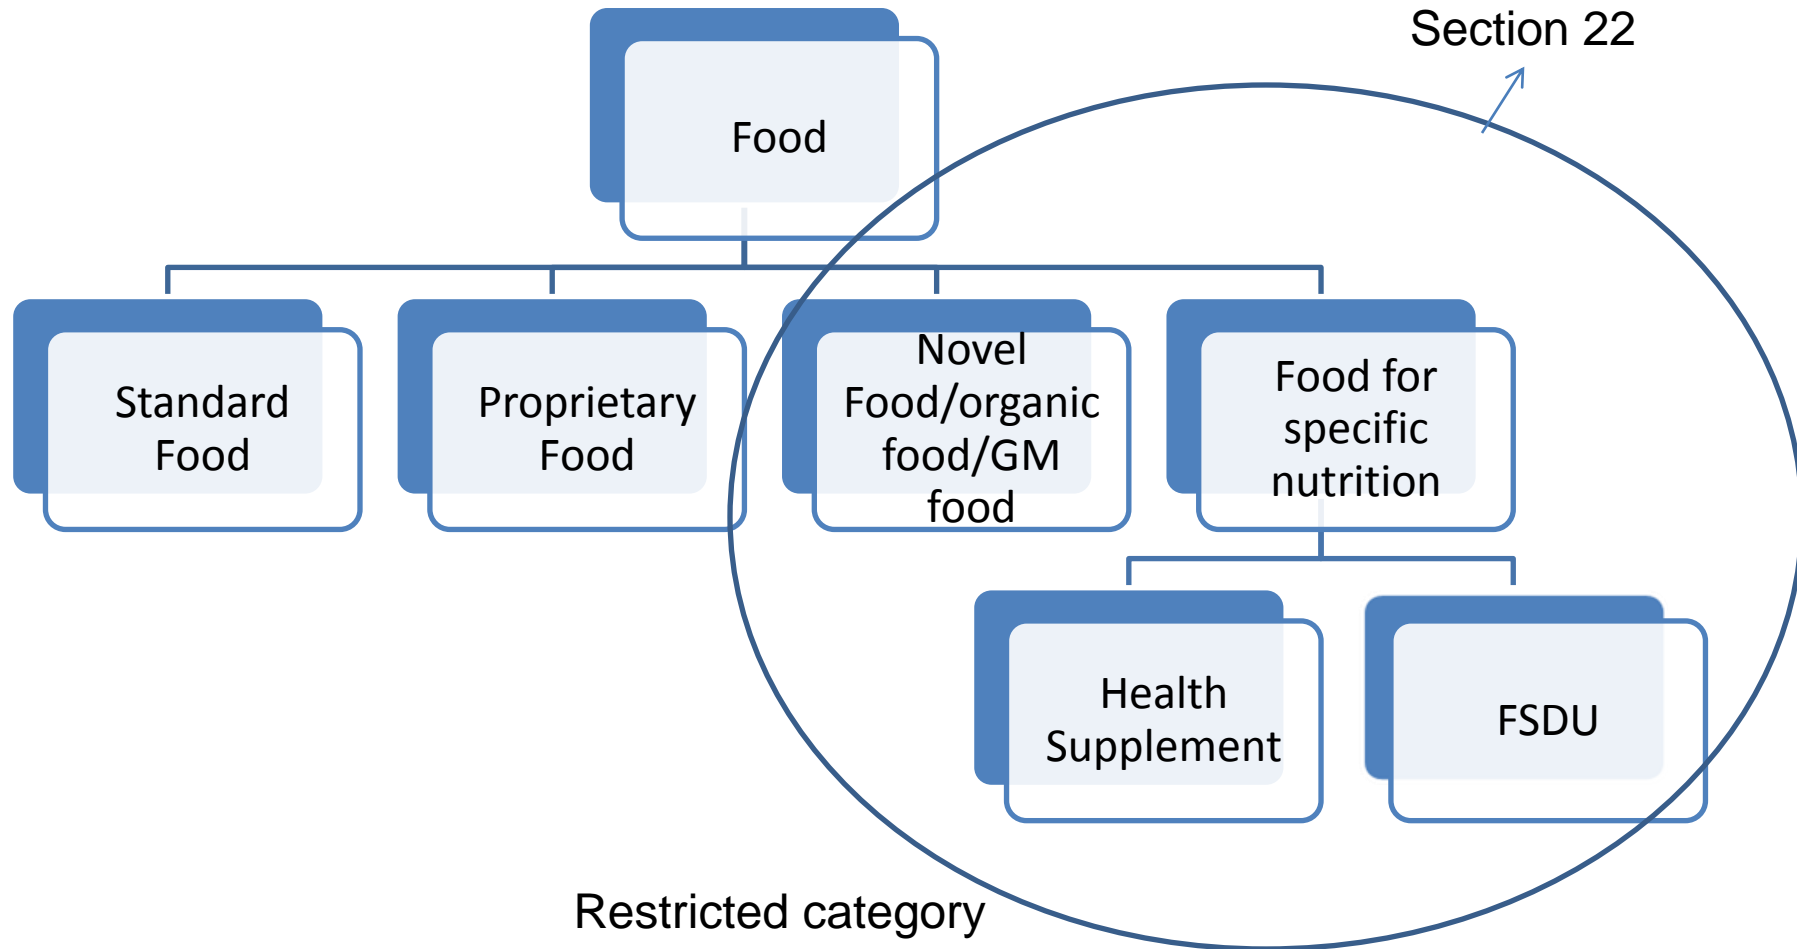 Section 22
Food
Standard
Food
Proprietary
Food
Novel
Food/organic
food/GM
food
Food for
specific
nutrition
Health
Supplement
FSDU
Restricted category